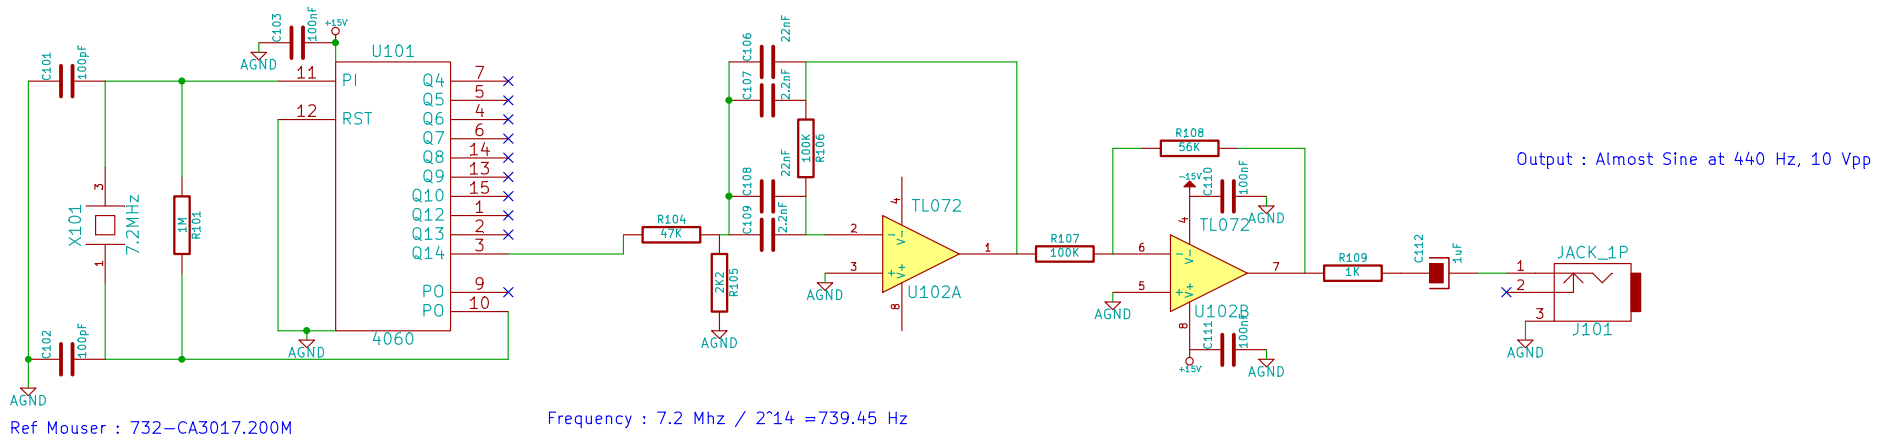 C101
100pF
C103
100nF
+15V
AGND
U101
11
PI
12
RST
Q4
7
Q5
5
Q6
4
Q7
6
Q8
14
Q9
13
Q10
15
Q12
1
Q13
2
Q14
3
PO
9
PO
10
4060
X101
7.2MHz
3
1
1M
R101
C102
100pF
AGND
AGND
Ref Mouser : 732-CA3017.200M
R104
47K
2K2
R105
AGND
C106
22nF
C107
2.2nF
100K
R106
C108
22nF
C109
2.2nF
TL072
4
V-
2
-
3
+
V+
8
1
U102A
AGND
Frequency : 7.2 Mhz / 2^14 =739.45 Hz
R107
100K
R108
56K
-15V
C110
100nF
AGND
TL072
4
V-
6
-
5
+
V+
8
7
U102B
AGND
C111
100nF
+15V
AGND
R109
1K
C112
1uF
JACK_1P
1
2
3
J101
AGND
Output : Almost Sine at 440 Hz, 10 Vpp